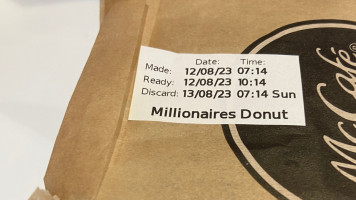 Date: Time:
Made: 12/08/23 07:14
Ready: 12/08/23 10:14
Discard: 13/08/23 07:14 Sun
Millionaires Donut
McCafé